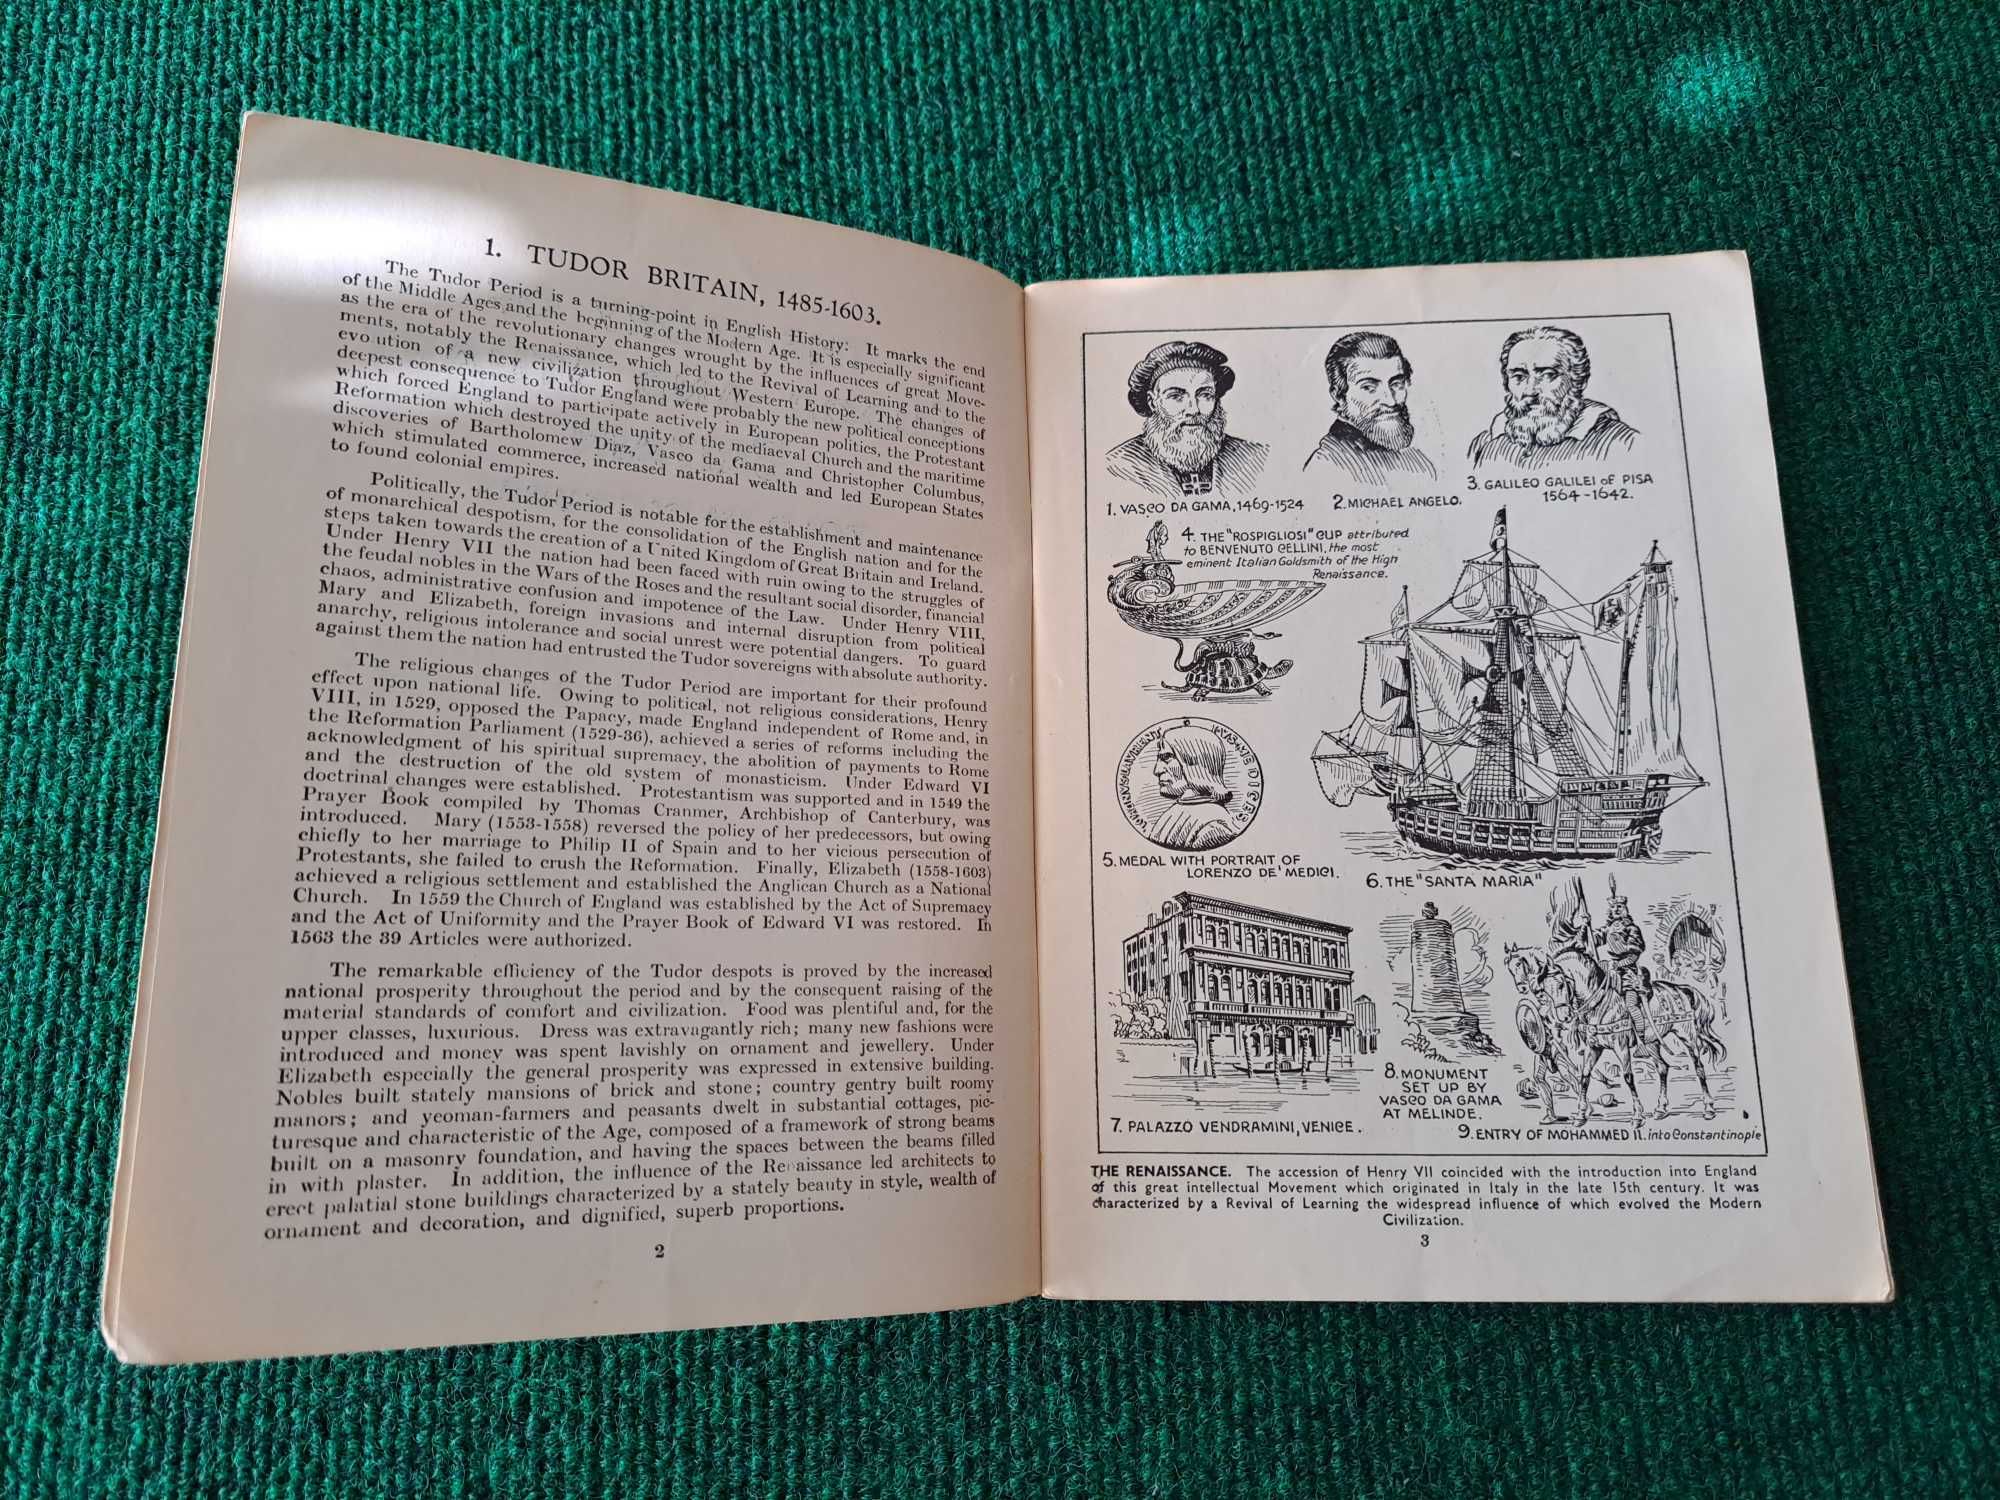 1. TUDOR BRITAIN, 1485-1603.
The Tudor Period is a turning-point in English History: It marks the end
of the Middle Ages and the beginning of the Modern Age. It is especially significant
as the era of the revolutionary changes wrought by the influences of great Move-
ments, notably the Renaissance, which led to the Revival of Learning and to the
evo ution of a new civilization throughout Western Europe. The changes of
deepest consequence to Tudor England were probably the new political conceptions
which forced England to participate actively in European politics, the Protestant
Reformation which destroyed the unity of the mediaeval Church and the maritime
discoveries of Bartholomew Diaz, Vasco da Gama and Christopher Columbus,
which stimulated commerce, increased national wealth and led European States
to found colonial empires.
Politically, the Tudor Period is notable for the establishment and maintenance
of monarchical despotism, for the consolidation of the English nation and for the
steps taken towards the creation of a United Kingdom of Great Britain and Ireland.
Under Henry VII the nation had been faced with ruin owing to the struggles of
the feudal nobles in the Wars of the Roses and the resultant social disorder, financial
chaos, administrative confusion and impotence of the Law. Under Henry VIII,
Mary and Elizabeth, foreign invasions and internal disruption from political
anarchy, religious intolerance and social unrest were potential dangers. To guard
against them the nation had entrusted the Tudor sovereigns with absolute authority.
The religious changes of the Tudor Period are important for their profound
effect upon national life. Owing to political, not religious considerations, Henry
VIII, in 1529, opposed the Papacy, made England independent of Rome and, in
the Reformation Parliament (1529-36), achieved a series of reforms including the
acknowledgment of his spiritual supremacy, the abolition of payments to Rome
and the destruction of the old system of monasticism. Under Edward VI
doctrinal changes were established. Protestantism was supported and in 1549 the
Prayer Book compiled by Thomas Cranmer, Archbishop of Canterbury, was
introduced. Mary (1553-1558) reversed the policy of her predecessors, but owing
chiefly to her marriage to Philip II of Spain and to her vicious persecution of
Protestants, she failed to crush the Reformation. Finally, Elizabeth (1558-1603)
achieved a religious settlement and established the Anglican Church as a National
Church. In 1559 the Church of England was established by the Act of Supremacy
and the Act of Uniformity and the Prayer Book of Edward VI was restored. In
1563 the 39 Articles were authorized.
The remarkable efficiency of the Tudor despots is proved by the increased
national prosperity throughout the period and by the consequent raising of the
material standards of comfort and civilization. Food was plentiful and, for the
upper classes, luxurious. Dress was extravagantly rich; many new fashions were
introduced and money was spent lavishly on ornament and jewellery. Under
Elizabeth especially the general prosperity was expressed in extensive building.
Nobles built stately mansions of brick and stone; country gentry built roomy
manors; and yeoman-farmers and peasants dwelt in substantial cottages, pic-
turesque and characteristic of the Age, composed of a framework of strong beams
built on a masonry foundation, and having the spaces between the beams filled
in with plaster. In addition, the influence of the Renaissance led architects to
erect palatial stone buildings characterized by a stately beauty in style, wealth of
ornament and decoration, and dignified, superb proportions.
2
1. VASCO DA GAMA, 1469-1524
2. MICHAEL ANGELO.
3. GALILEO GALILEI of PISA
1564-1642.
4. THE "ROSPIGLIOSI" CUP attributed
to BENVENUTO CELLINI, the most
eminent Italian Goldsmith of the High
Renaissance.
5. MEDAL WITH PORTRAIT OF
LORENZO DE' MEDICI.
6. THE "SANTA MARIA"
7. PALAZZO VENDRAMINI, VENICE.
8. MONUMENT
SET UP BY
VASCO DA GAMA
AT MELINDE.
9. ENTRY OF MOHAMMED II. into Constantinople
THE RENAISSANCE. The accession of Henry VII coincided with the introduction into England
of this great intellectual Movement which originated in Italy in the late 15th century. It was
characterized by a Revival of Learning the widespread influence of which evolved the Modern
Civilization.
3